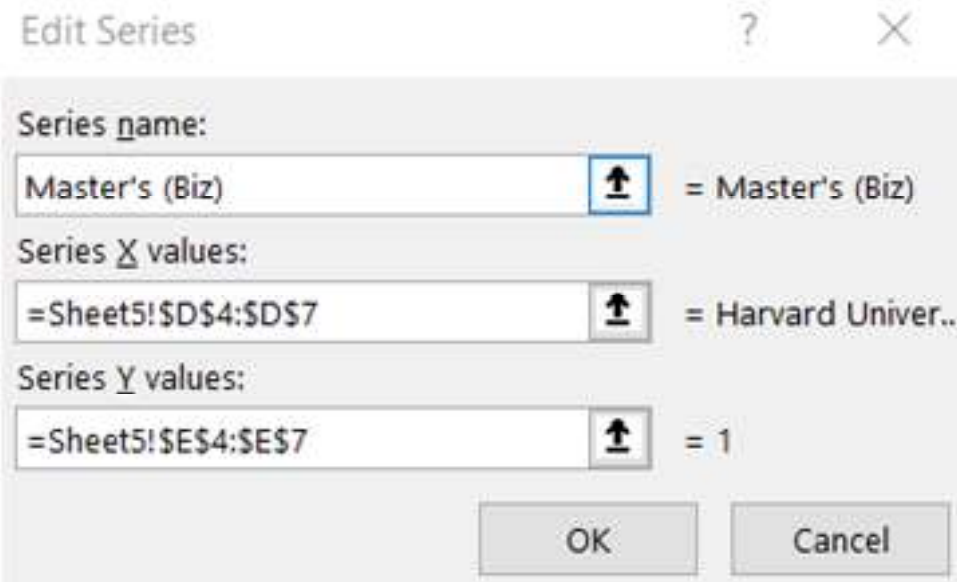 Edit Series ? ×
Series name:
Master's (Biz) = Master's (Biz)
Series X values:
=Sheet5!$D$4:$D$7 = Harvard Univer..
Series Y values:
=Sheet5!$E$4:$E$7 = 1
OK Cancel